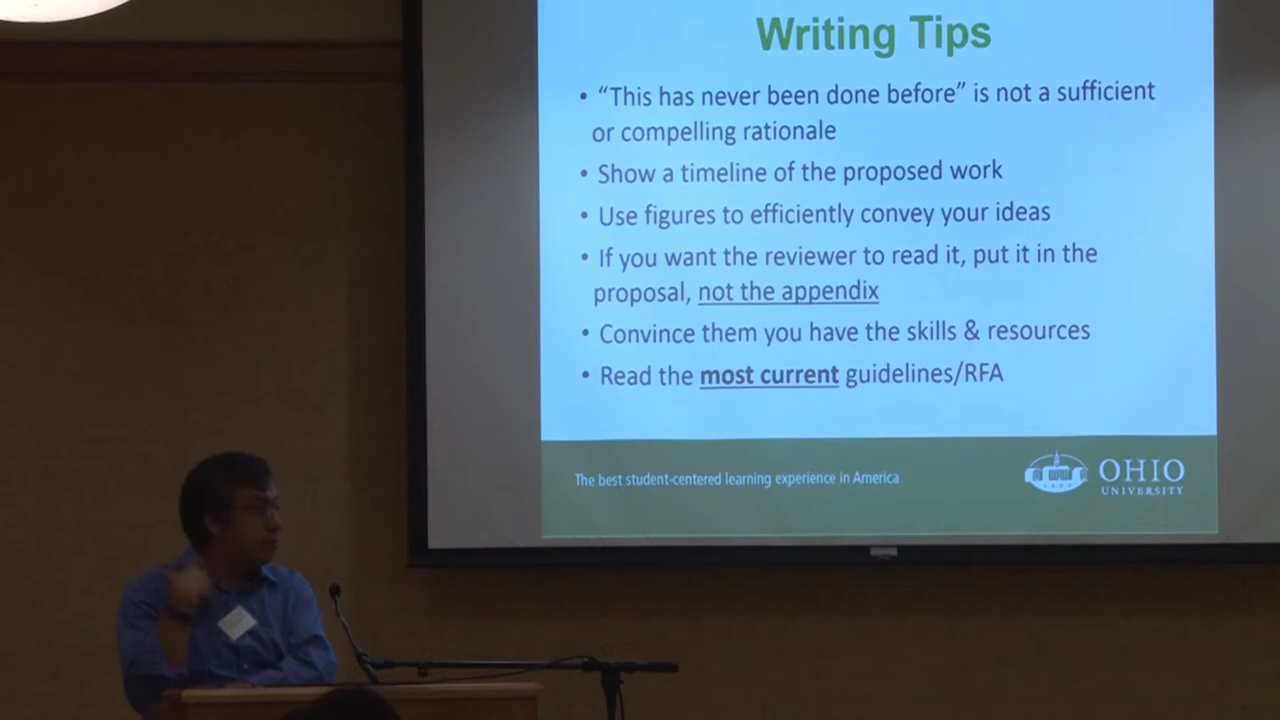 Writing Tips
• “This has never been done before” is not a sufficient
or compelling rationale
• Show a timeline of the proposed work
• Use figures to efficiently convey your ideas
• If you want the reviewer to read it, put it in the
proposal, not the appendix
• Convince them you have the skills & resources
• Read the most current guidelines/RFA
The best student-centered learning experience in America
OHIO
UNIVERSITY